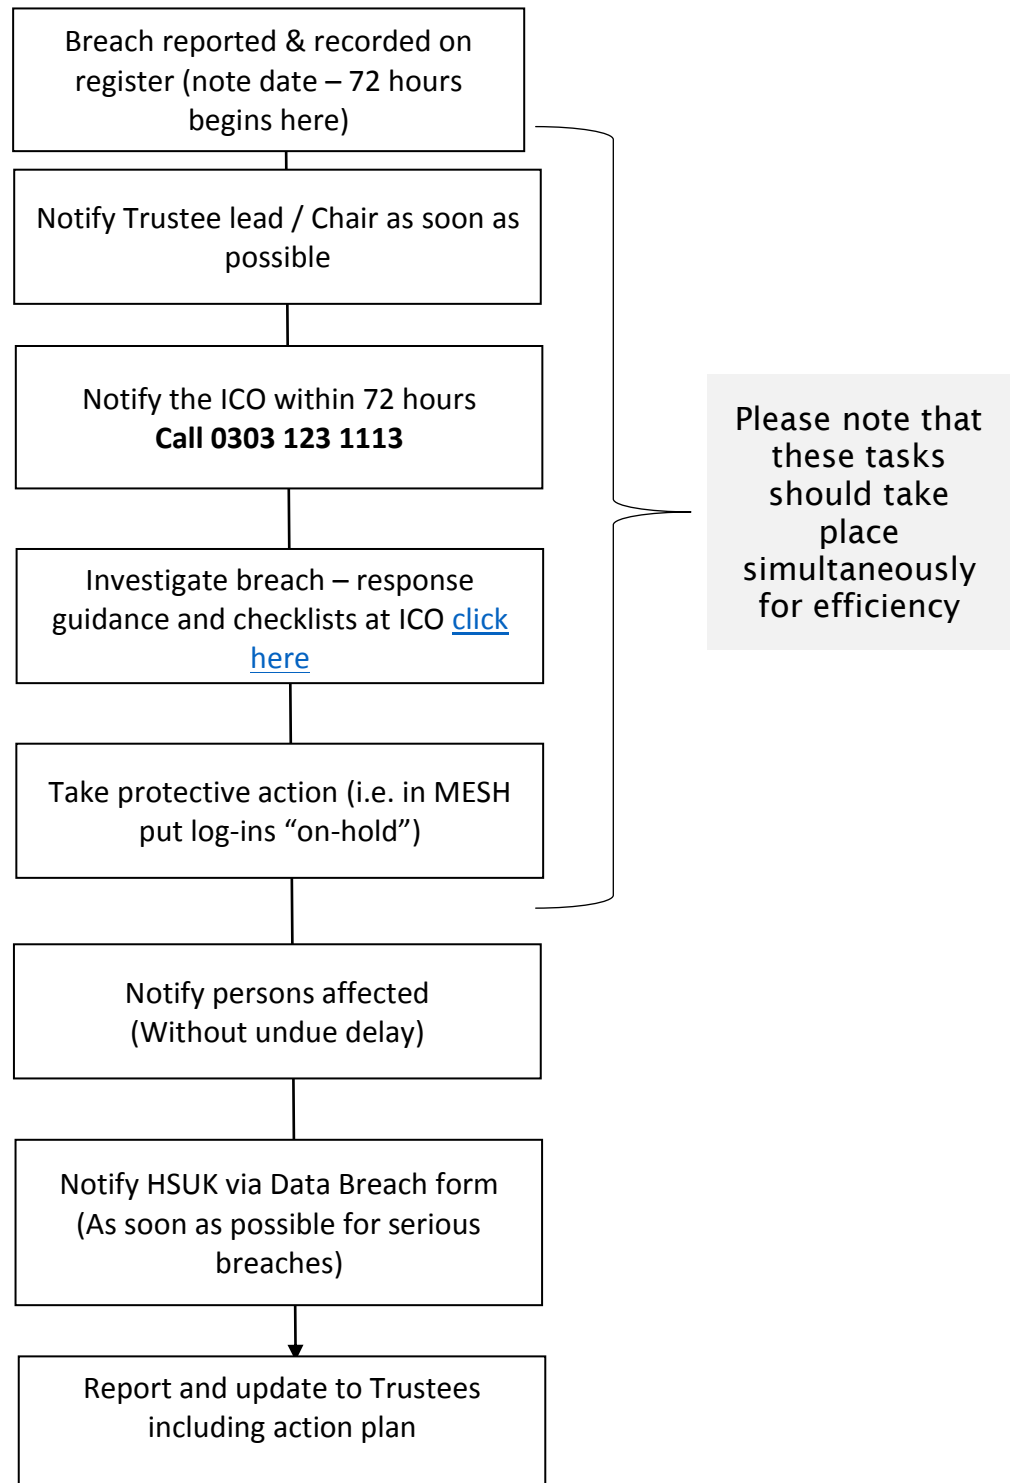 Breach reported & recorded on
register (note date – 72 hours
begins here)
Notify Trustee lead / Chair as soon as
possible
Notify the ICO within 72 hours
Call 0303 123 1113
Investigate breach – response
guidance and checklists at ICO click
here
Take protective action (i.e. in MESH
put log-ins “on-hold”)
Please note that
these tasks
should take
place
simultaneously
for efficiency
Notify persons affected
(Without undue delay)
Notify HSUK via Data Breach form
(As soon as possible for serious
breaches)
Report and update to Trustees
including action plan